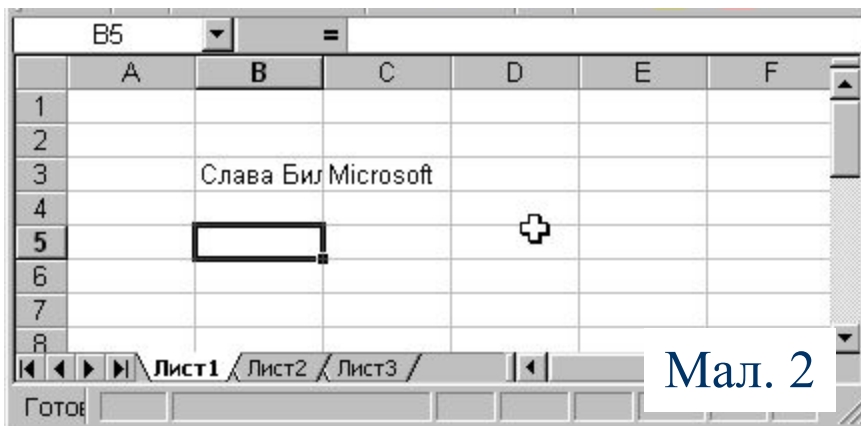 B5 =
A B C D E F
1
2
3 Слава Бил Microsoft
4
5
6
7
8
Лист1 Лист2 Лист3
Мал. 2
Готов